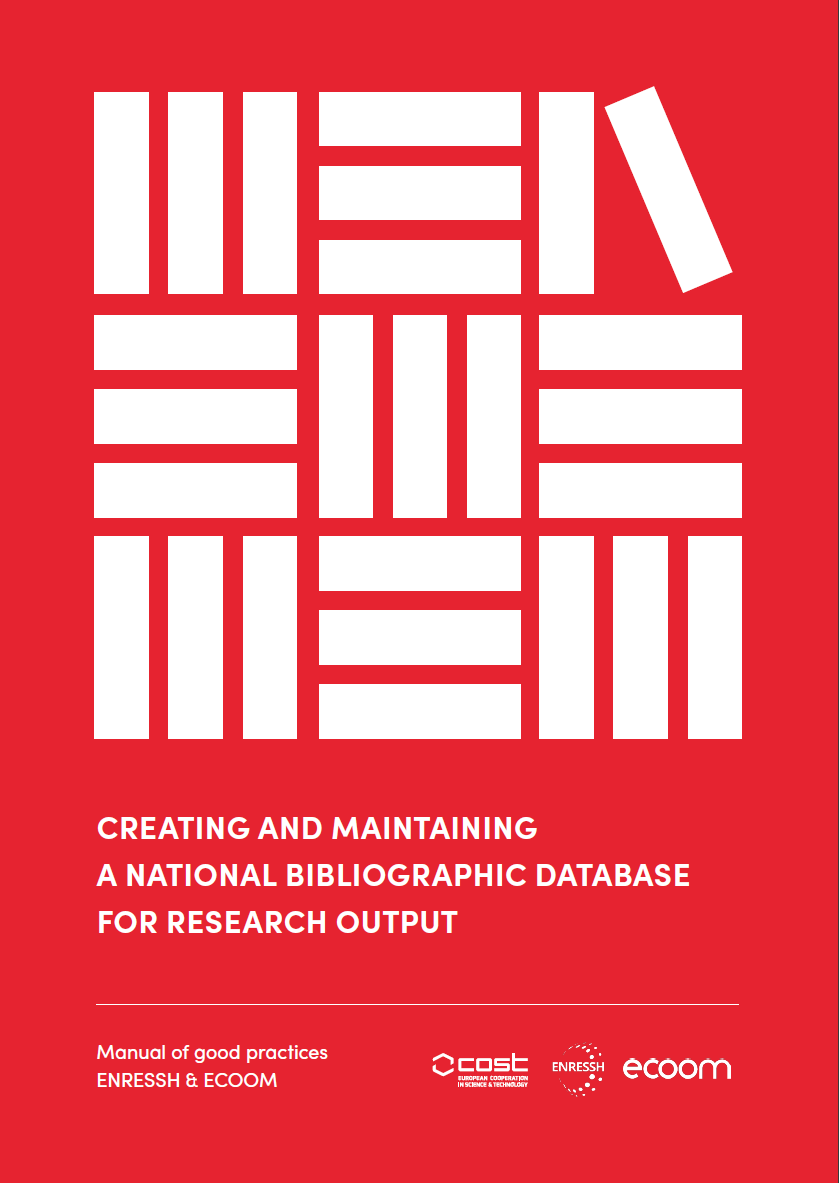 CREATING AND MAINTAINING
A NATIONAL BIBLIOGRAPHIC DATABASE
FOR RESEARCH OUTPUT
Manual of good practices
ENRESSH & ECOOM
cost
EUROPEAN COOPERATION
IN SCIENCE & TECHNOLOGY
ENRESSH
ecoom